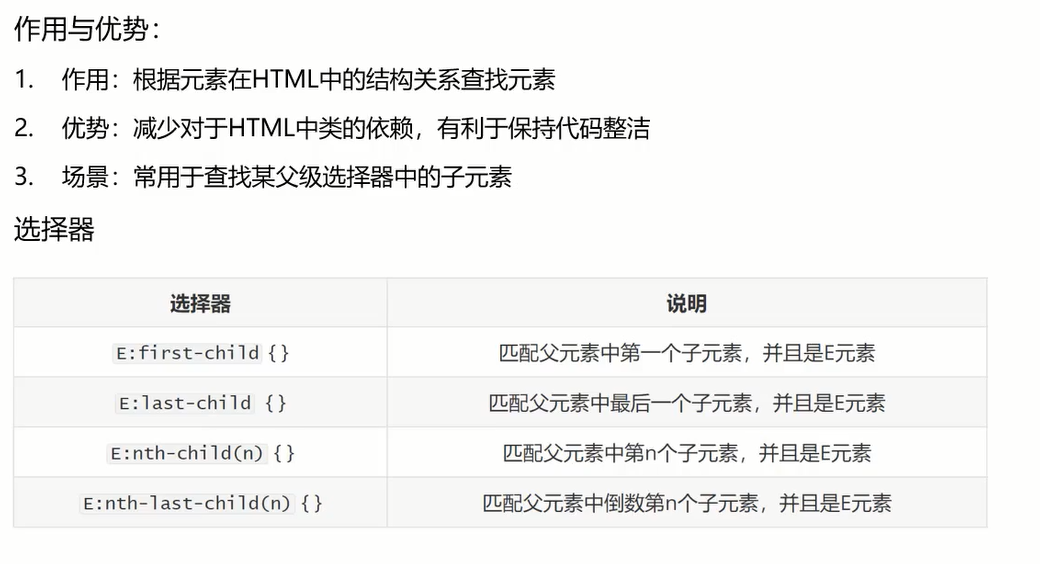 作用与优势：
1. 作用：根据元素在HTML中的结构关系查找元素
2. 优势：减少对于HTML中类的依赖，有利于保持代码整洁
3. 场景：常用于查找某父级选择器中的子元素
选择器
选择器 说明
E:first-child {} 匹配父元素中第一个子元素，并且是E元素
E:last-child {} 匹配父元素中最后一个子元素，并且是E元素
E:nth-child(n) {} 匹配父元素中第n个子元素，并且是E元素
E:nth-last-child(n) {} 匹配父元素中倒数第n个子元素，并且是E元素